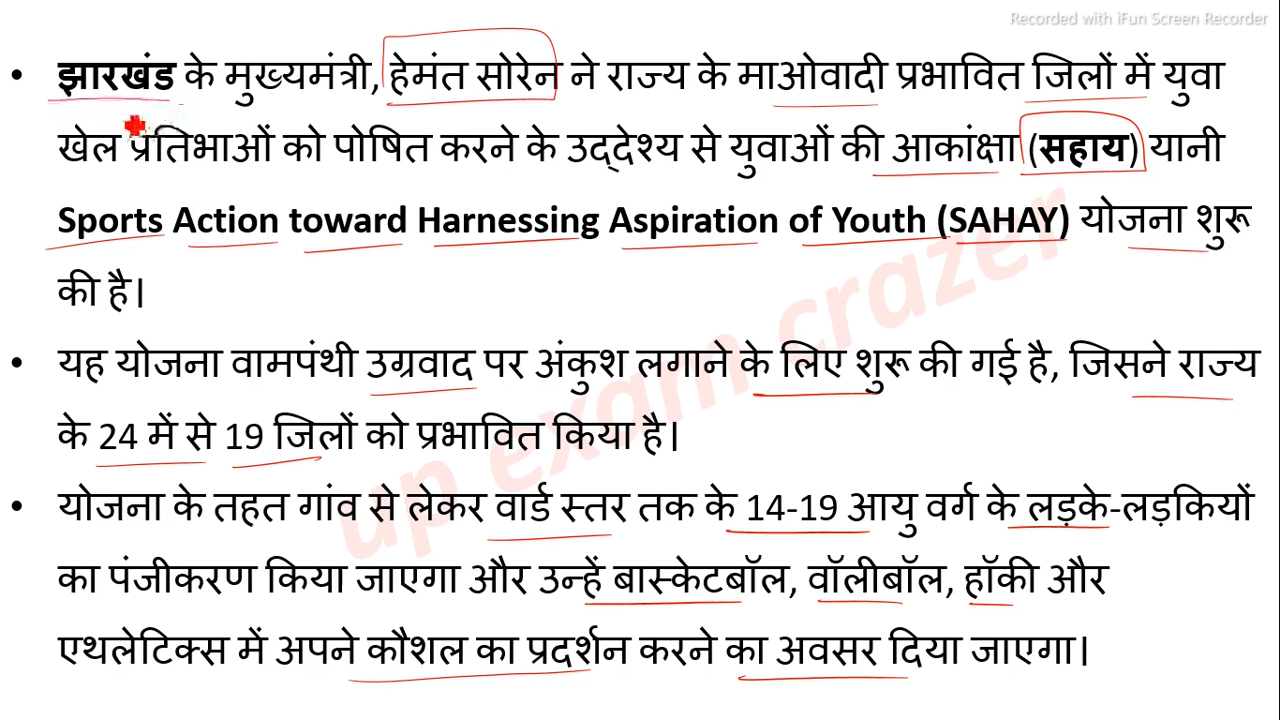 Recorded with iFun Screen Recorder
• झारखंड के मुख्यमंत्री, हेमंत सोरेन ने राज्य के माओवादी प्रभावित जिलों में युवा
खेल प्रतिभाओं को पोषित करने के उद्देश्य से युवाओं की आकांक्षा (सहाय) यानी
Sports Action toward Harnessing Aspiration of Youth (SAHAY) योजना शुरू
की है।
• यह योजना वामपंथी उग्रवाद पर अंकुश लगाने के लिए शुरू की गई है, जिसने राज्य
के 24 में से 19 जिलों को प्रभावित किया है।
• योजना के तहत गांव से लेकर वार्ड स्तर तक के 14-19 आयु वर्ग के लड़के-लड़कियों
का पंजीकरण किया जाएगा और उन्हें बास्केटबॉल, वॉलीबॉल, हॉकी और
एथलेटिक्स में अपने कौशल का प्रदर्शन करने का अवसर दिया जाएगा।
up exam crazer